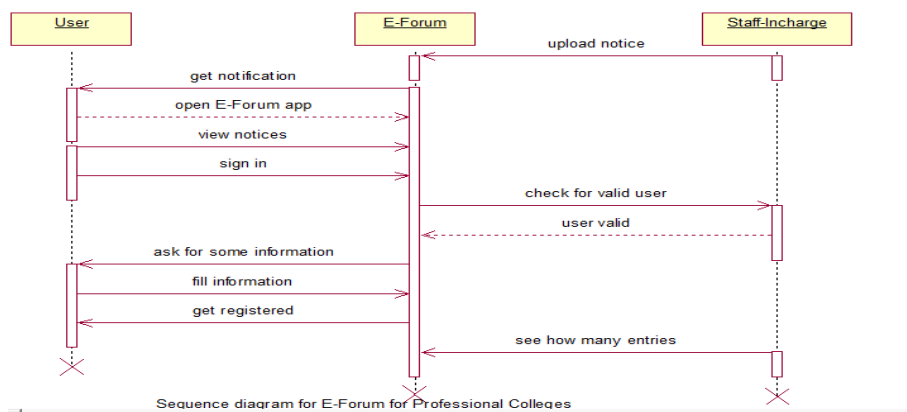 User
E-Forum
Staff-Incharge
upload notice
get notification
open E-Forum app
view notices
sign in
check for valid user
user valid
ask for some information
fill information
get registered
see how many entries
Sequence diagram for E-Forum for Professional Colleges